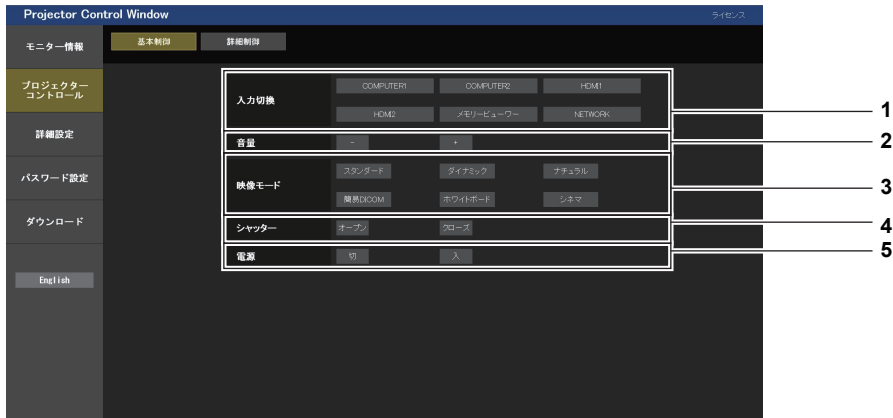 Projector Control Window ライセンス
モニター情報
基本制御 詳細制御
プロジェクター
コントロール
詳細設定
パスワード設定
ダウンロード
English
入力切換
COMPUTER1 COMPUTER2 HDMI1
HDMI2 メモリービューワー NETWORK
音量
- +
映像モード
スタンダード ダイナミック ナチュラル
簡易DICOM ホワイトボード シネマ
シャッター
オープン クローズ
電源
切 入
1
2
3
4
5